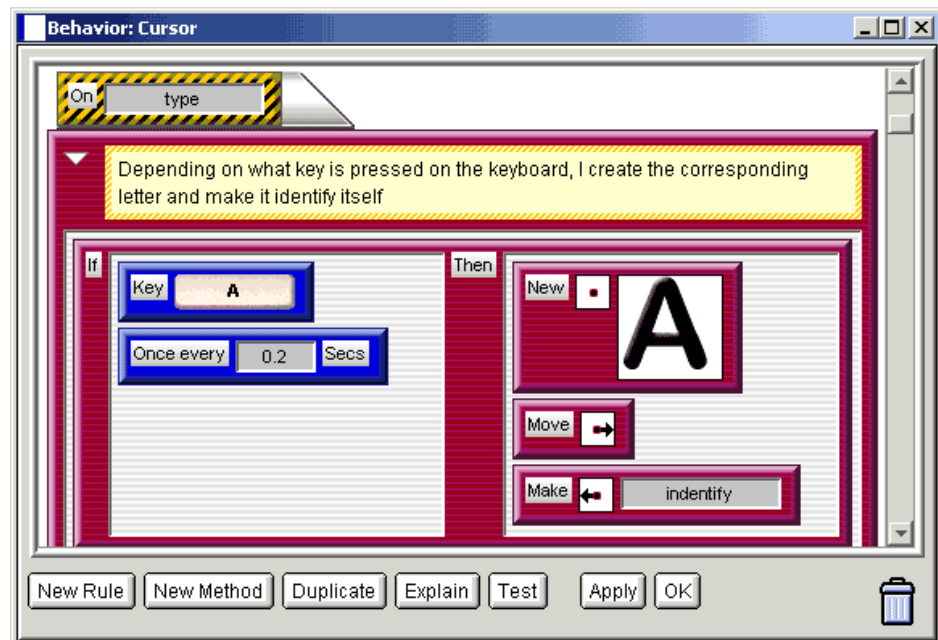 Behavior: Cursor
On type
Depending on what key is pressed on the keyboard, I create the corresponding
letter and make it identify itself
If
Key A
Once every 0.2 Secs
Then
New A
Move
Make indentify
New Rule New Method Duplicate Explain Test Apply OK